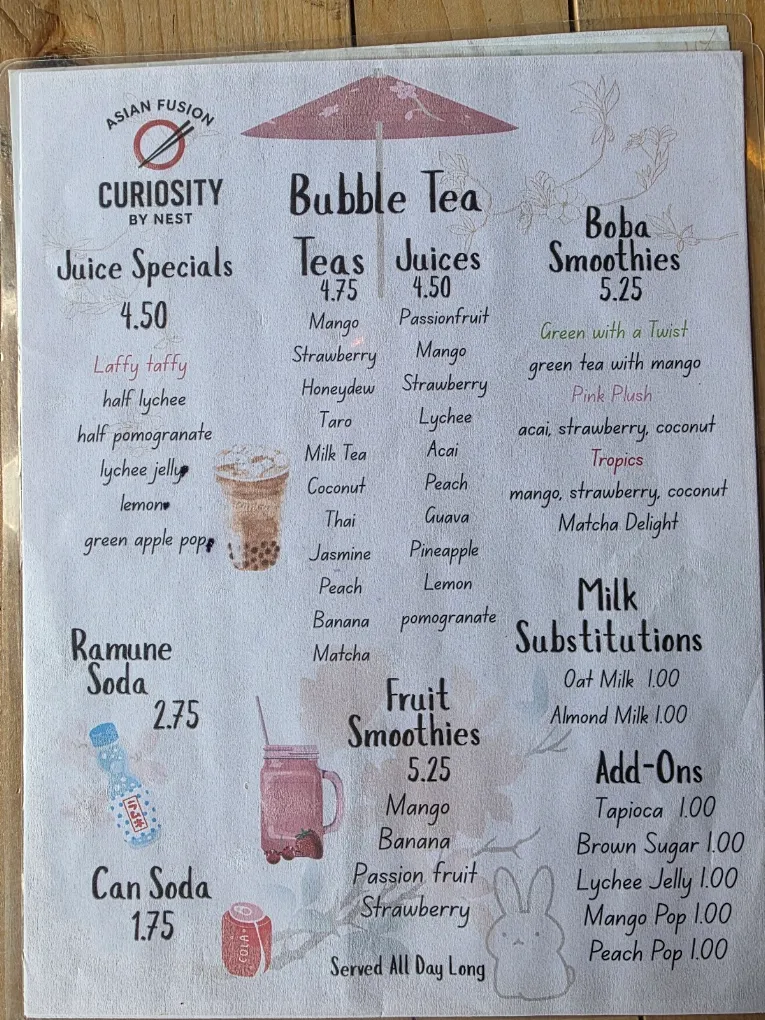 ASIAN FUSION
CURIOSITY
BY NEST
Bubble Tea
Juice Specials
4.50
Laffy taffy
half lychee
half pomogranate
lychee jelly
lemon
green apple pop
Teas
4.75
Mango
Strawberry
Honeydew
Taro
Milk Tea
Coconut
Thai
Jasmine
Peach
Banana
Matcha
Juices
4.50
Passionfruit
Mango
Strawberry
Lychee
Acai
Peach
Guava
Pineapple
Lemon
pomogranate
Boba
Smoothies
5.25
Green with a Twist
green tea with mango
Pink Plush
acai, strawberry, coconut
Tropics
mango, strawberry, coconut
Matcha Delight
Milk
Substitutions
Oat Milk 1.00
Almond Milk 1.00
Ramune
Soda
2.75
ラムネ
Can Soda
1.75
COLA
Fruit
Smoothies
5.25
Mango
Banana
Passion fruit
Strawberry
Add-Ons
Tapioca 1.00
Brown Sugar 1.00
Lychee Jelly 1.00
Mango Pop 1.00
Peach Pop 1.00
Served All Day Long